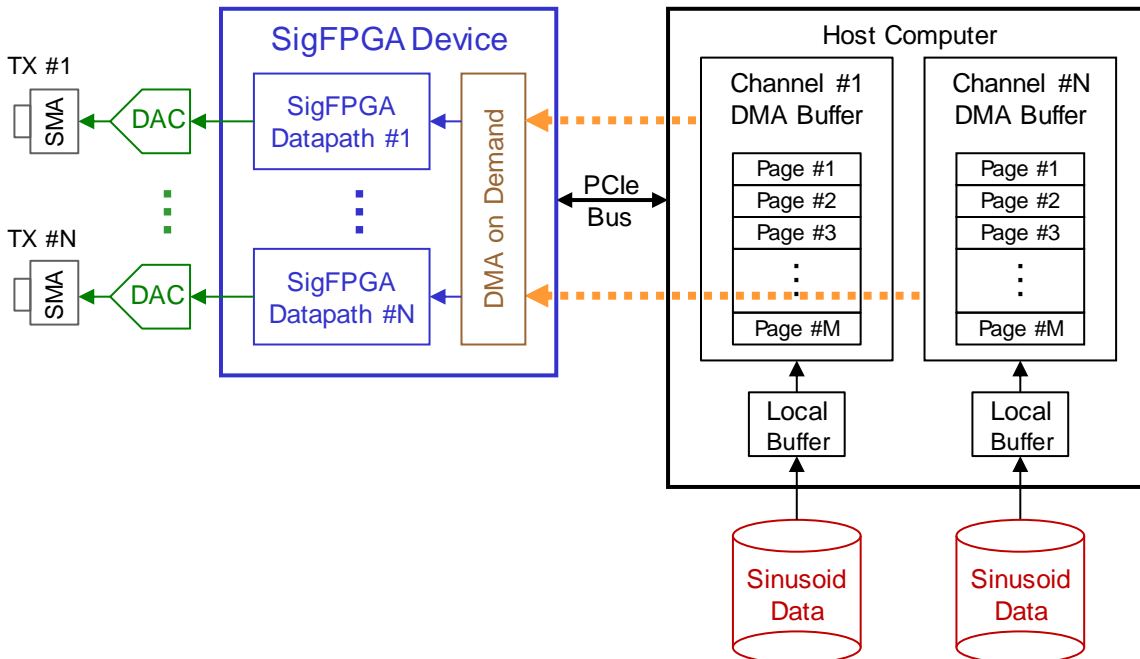 SigFPGA Device
Host Computer
TX #1
SMA
DAC
SigFPGA
Datapath #1
DMA on Demand
PCIe
Bus
Channel #1
DMA Buffer
Page #1
Page #2
Page #3
Page #M
Channel #N
DMA Buffer
Page #1
Page #2
Page #3
Page #M
TX #N
SMA
DAC
SigFPGA
Datapath #N
Local
Buffer
Local
Buffer
Sinusoid
Data
Sinusoid
Data